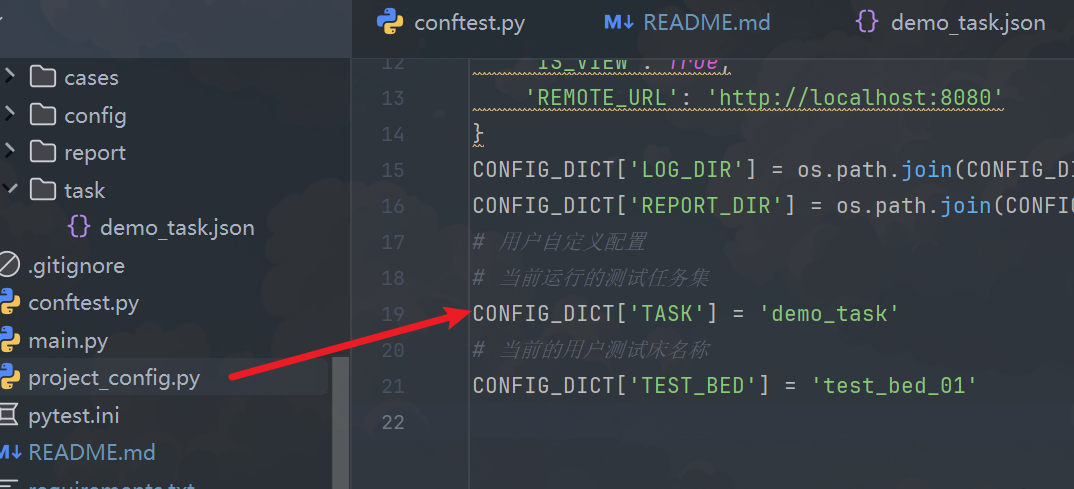 conftest.py
README.md
demo_task.json
cases
config
report
task
demo_task.json
.gitignore
conftest.py
main.py
project_config.py
pytest.ini
README.md
requirements.txt
12 'IS_VIEW': True,
13 'REMOTE_URL': 'http://localhost:8080'
14 }
15 CONFIG_DICT['LOG_DIR'] = os.path.join(CONFIG_DI
16 CONFIG_DICT['REPORT_DIR'] = os.path.join(CONFIG
17 # 用户自定义配置
18 # 当前运行的测试任务集
19 CONFIG_DICT['TASK'] = 'demo_task'
20 # 当前的用户测试床名称
21 CONFIG_DICT['TEST_BED'] = 'test_bed_01'
22